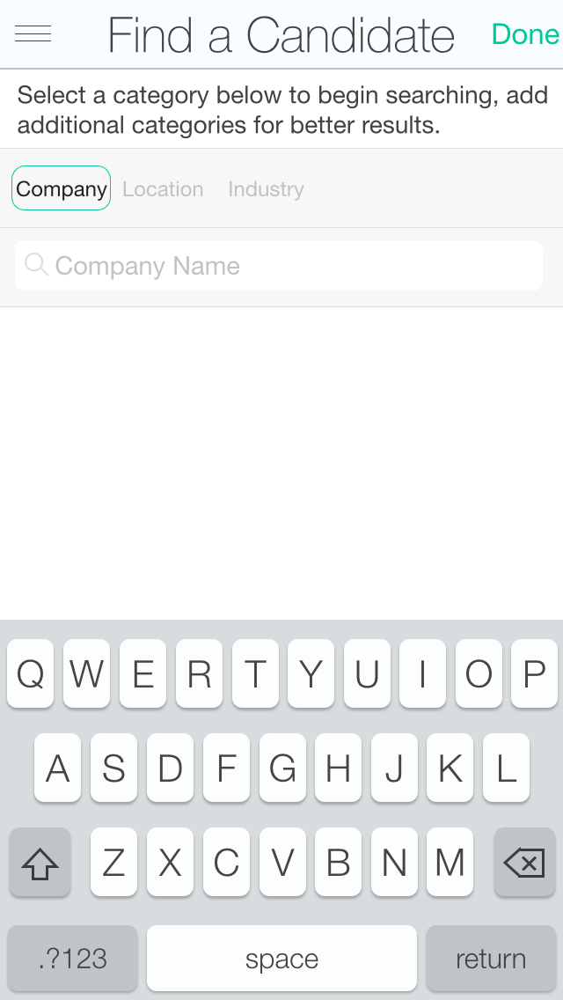 Find a Candidate Done
Select a category below to begin searching, add
additional categories for better results.
Company Location Industry
Company Name
Q W E R T Y U I O P
A S D F G H J K L
Z X C V B N M
.?123 space return